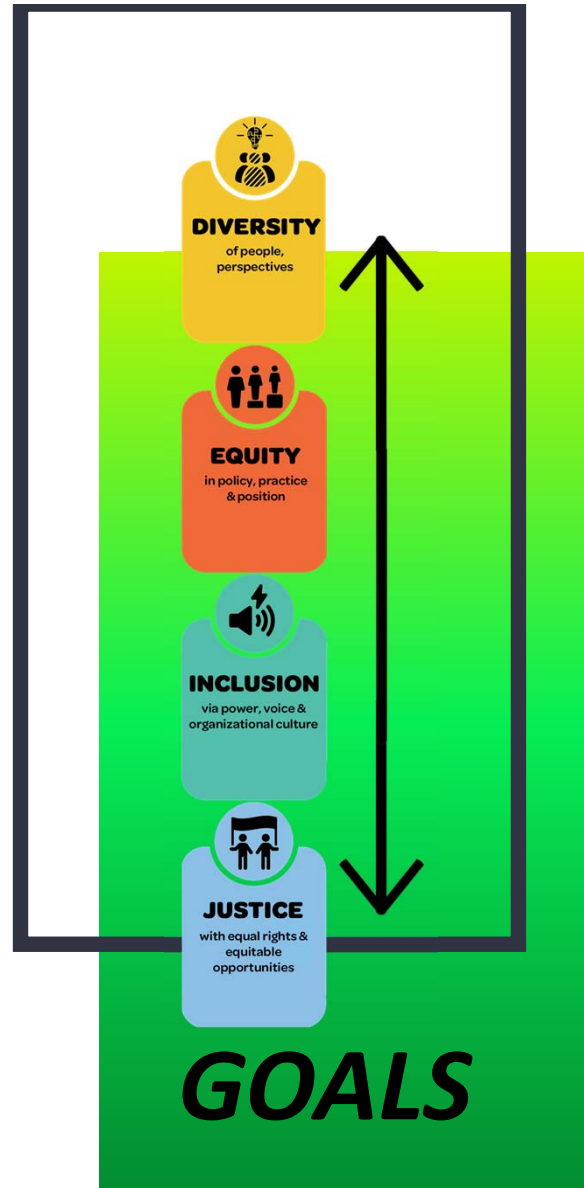 DIVERSITY
of people,
perspectives
EQUITY
in policy, practice
& position
INCLUSION
via power, voice &
organizational culture
JUSTICE
with equal rights &
equitable
opportunities
GOALS